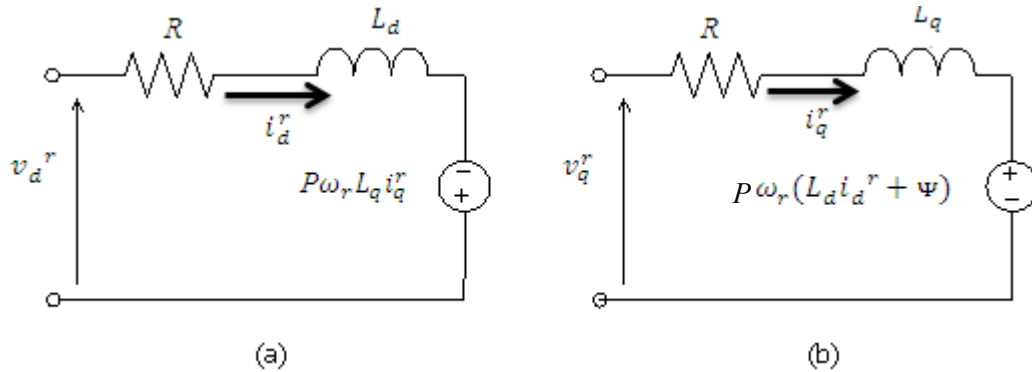 R
L_d
i_d^r
v_d^r
Pω_r L_q i_q^r
-
+
(a)
R
L_q
i_q^r
v_q^r
Pω_r(L_d i_d^r + Ψ)
+
-
(b)